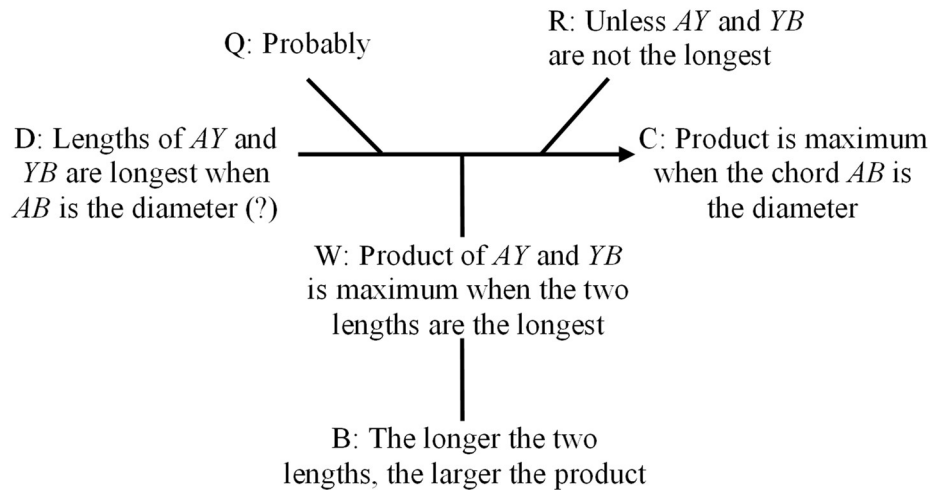 Q: Probably
R: Unless AY and YB
are not the longest
D: Lengths of AY and
YB are longest when
AB is the diameter (?)
C: Product is maximum
when the chord AB is
the diameter
W: Product of AY and YB
is maximum when the two
lengths are the longest
B: The longer the two
lengths, the larger the product